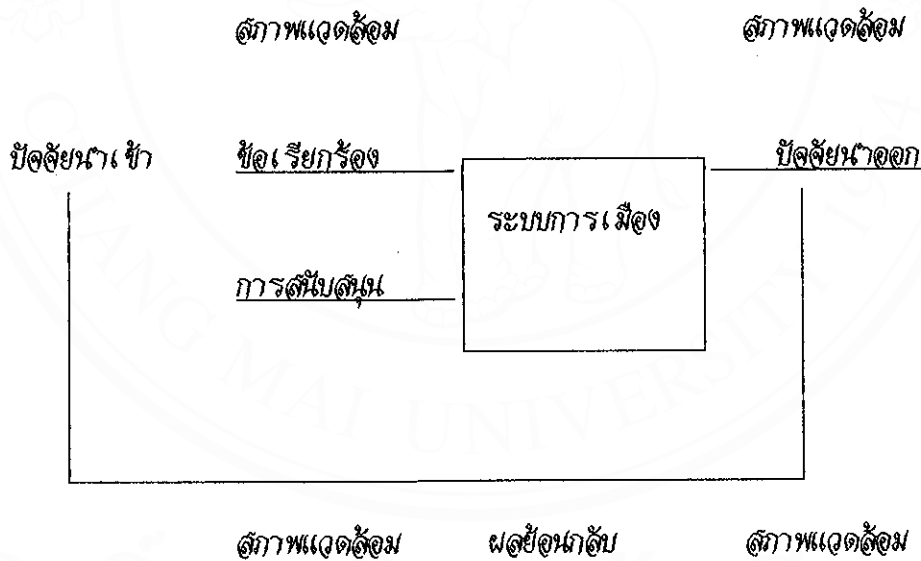 สภาพแวดล้อม สภาพแวดล้อม
ปัจจัยนำเข้า ข้อเรียกร้อง ปัจจัยนำออก
ระบบการเมือง
การสนับสนุน
CHIANG MAI UNIVERSITY 1964
สภาพแวดล้อม ผลย้อนกลับ สภาพแวดล้อม